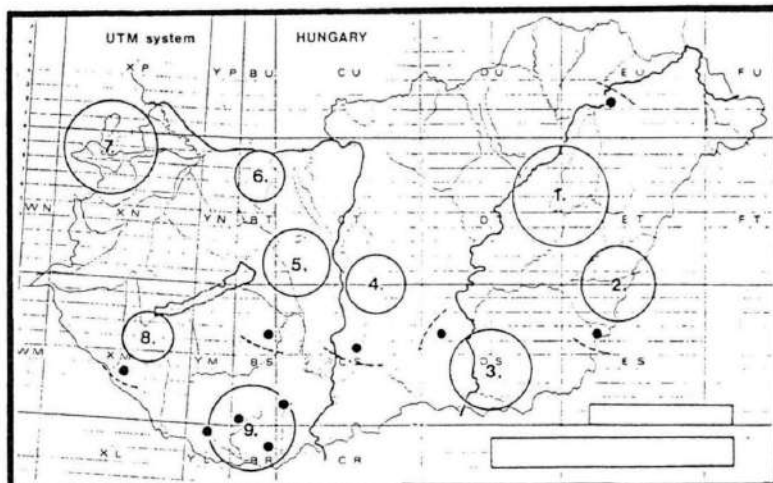 UTM system HUNGARY
XP YP BU CU DU EU FU
7.
6. 1.
WN XN YN BT CT D ET FT
5. 4. 2.
8.
WM XM YM BS CS DS ES
3.
9.
XL YL BR CR